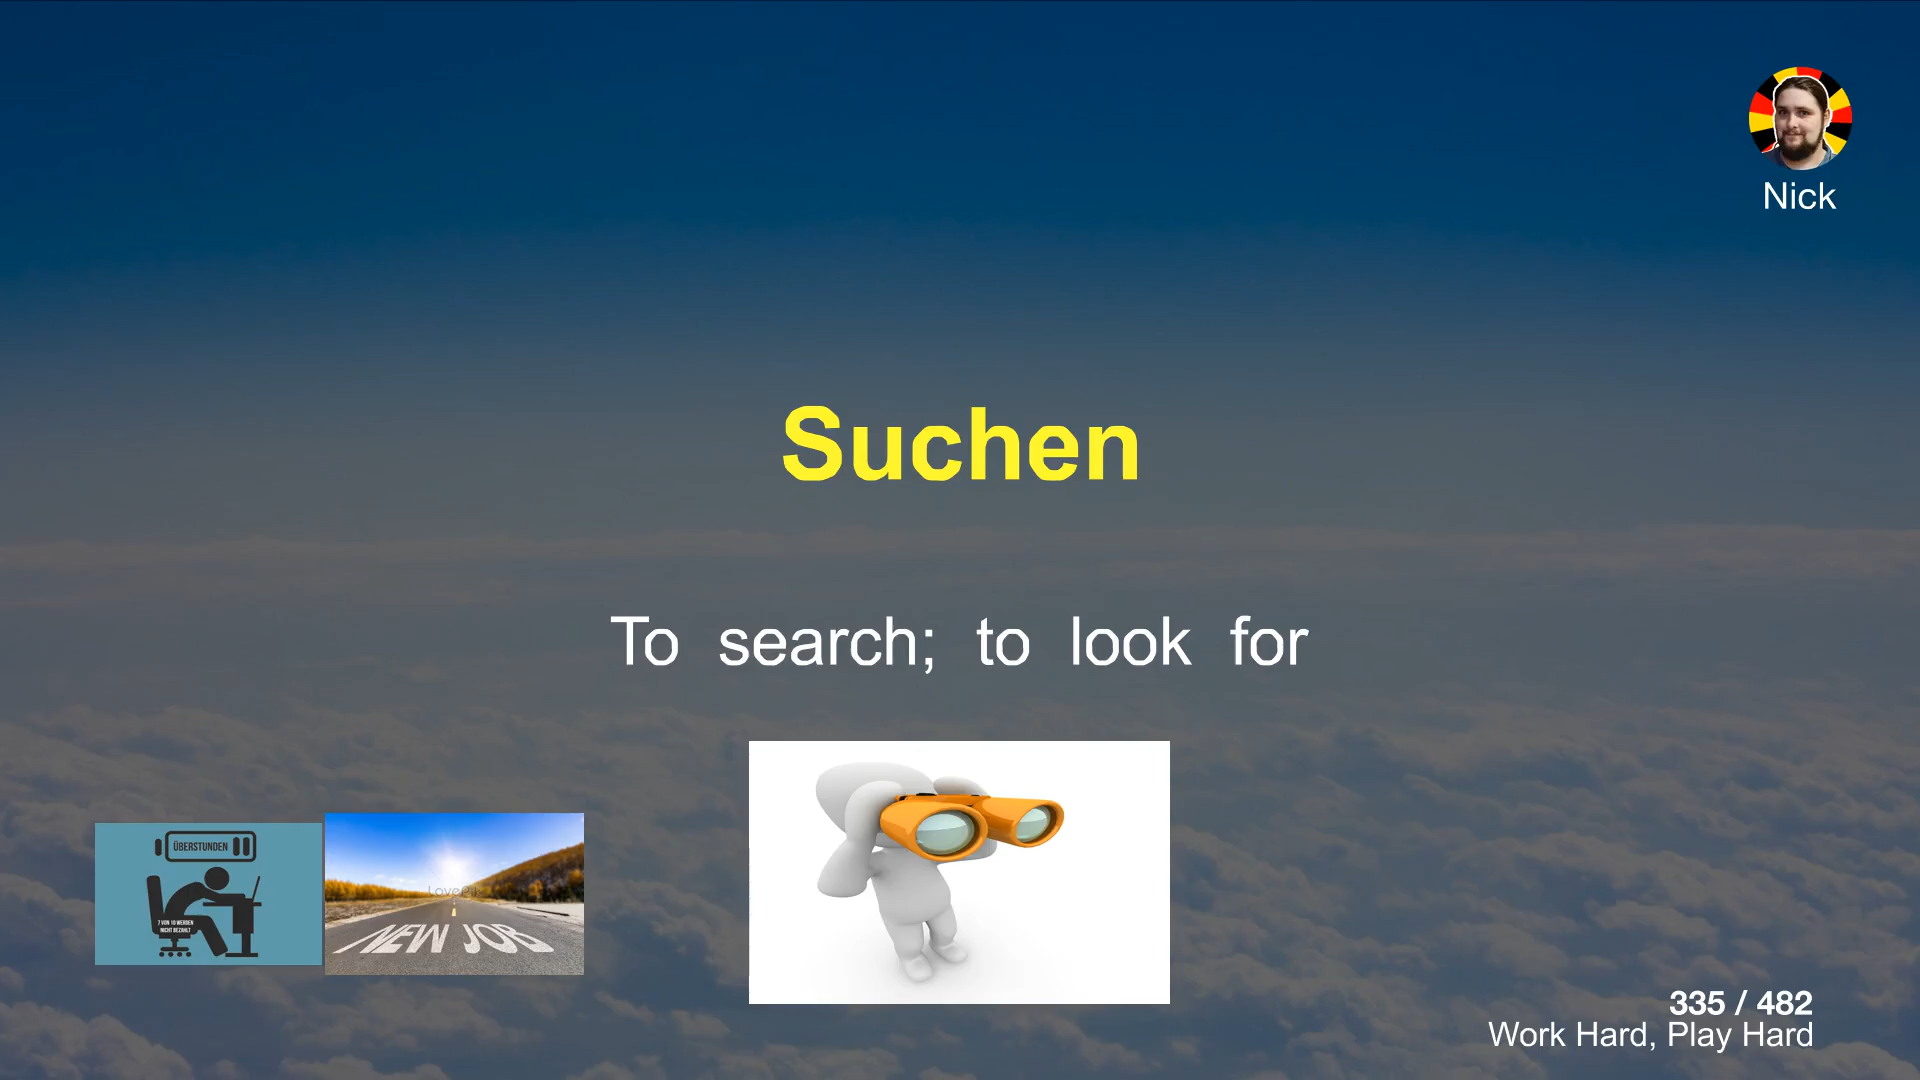 Nick
Suchen
To search; to look for
ÜBERSTUNDEN
7 VON 10 WERDEN
NICHT BEZAHLT
NEW JOB
335 / 482
Work Hard, Play Hard